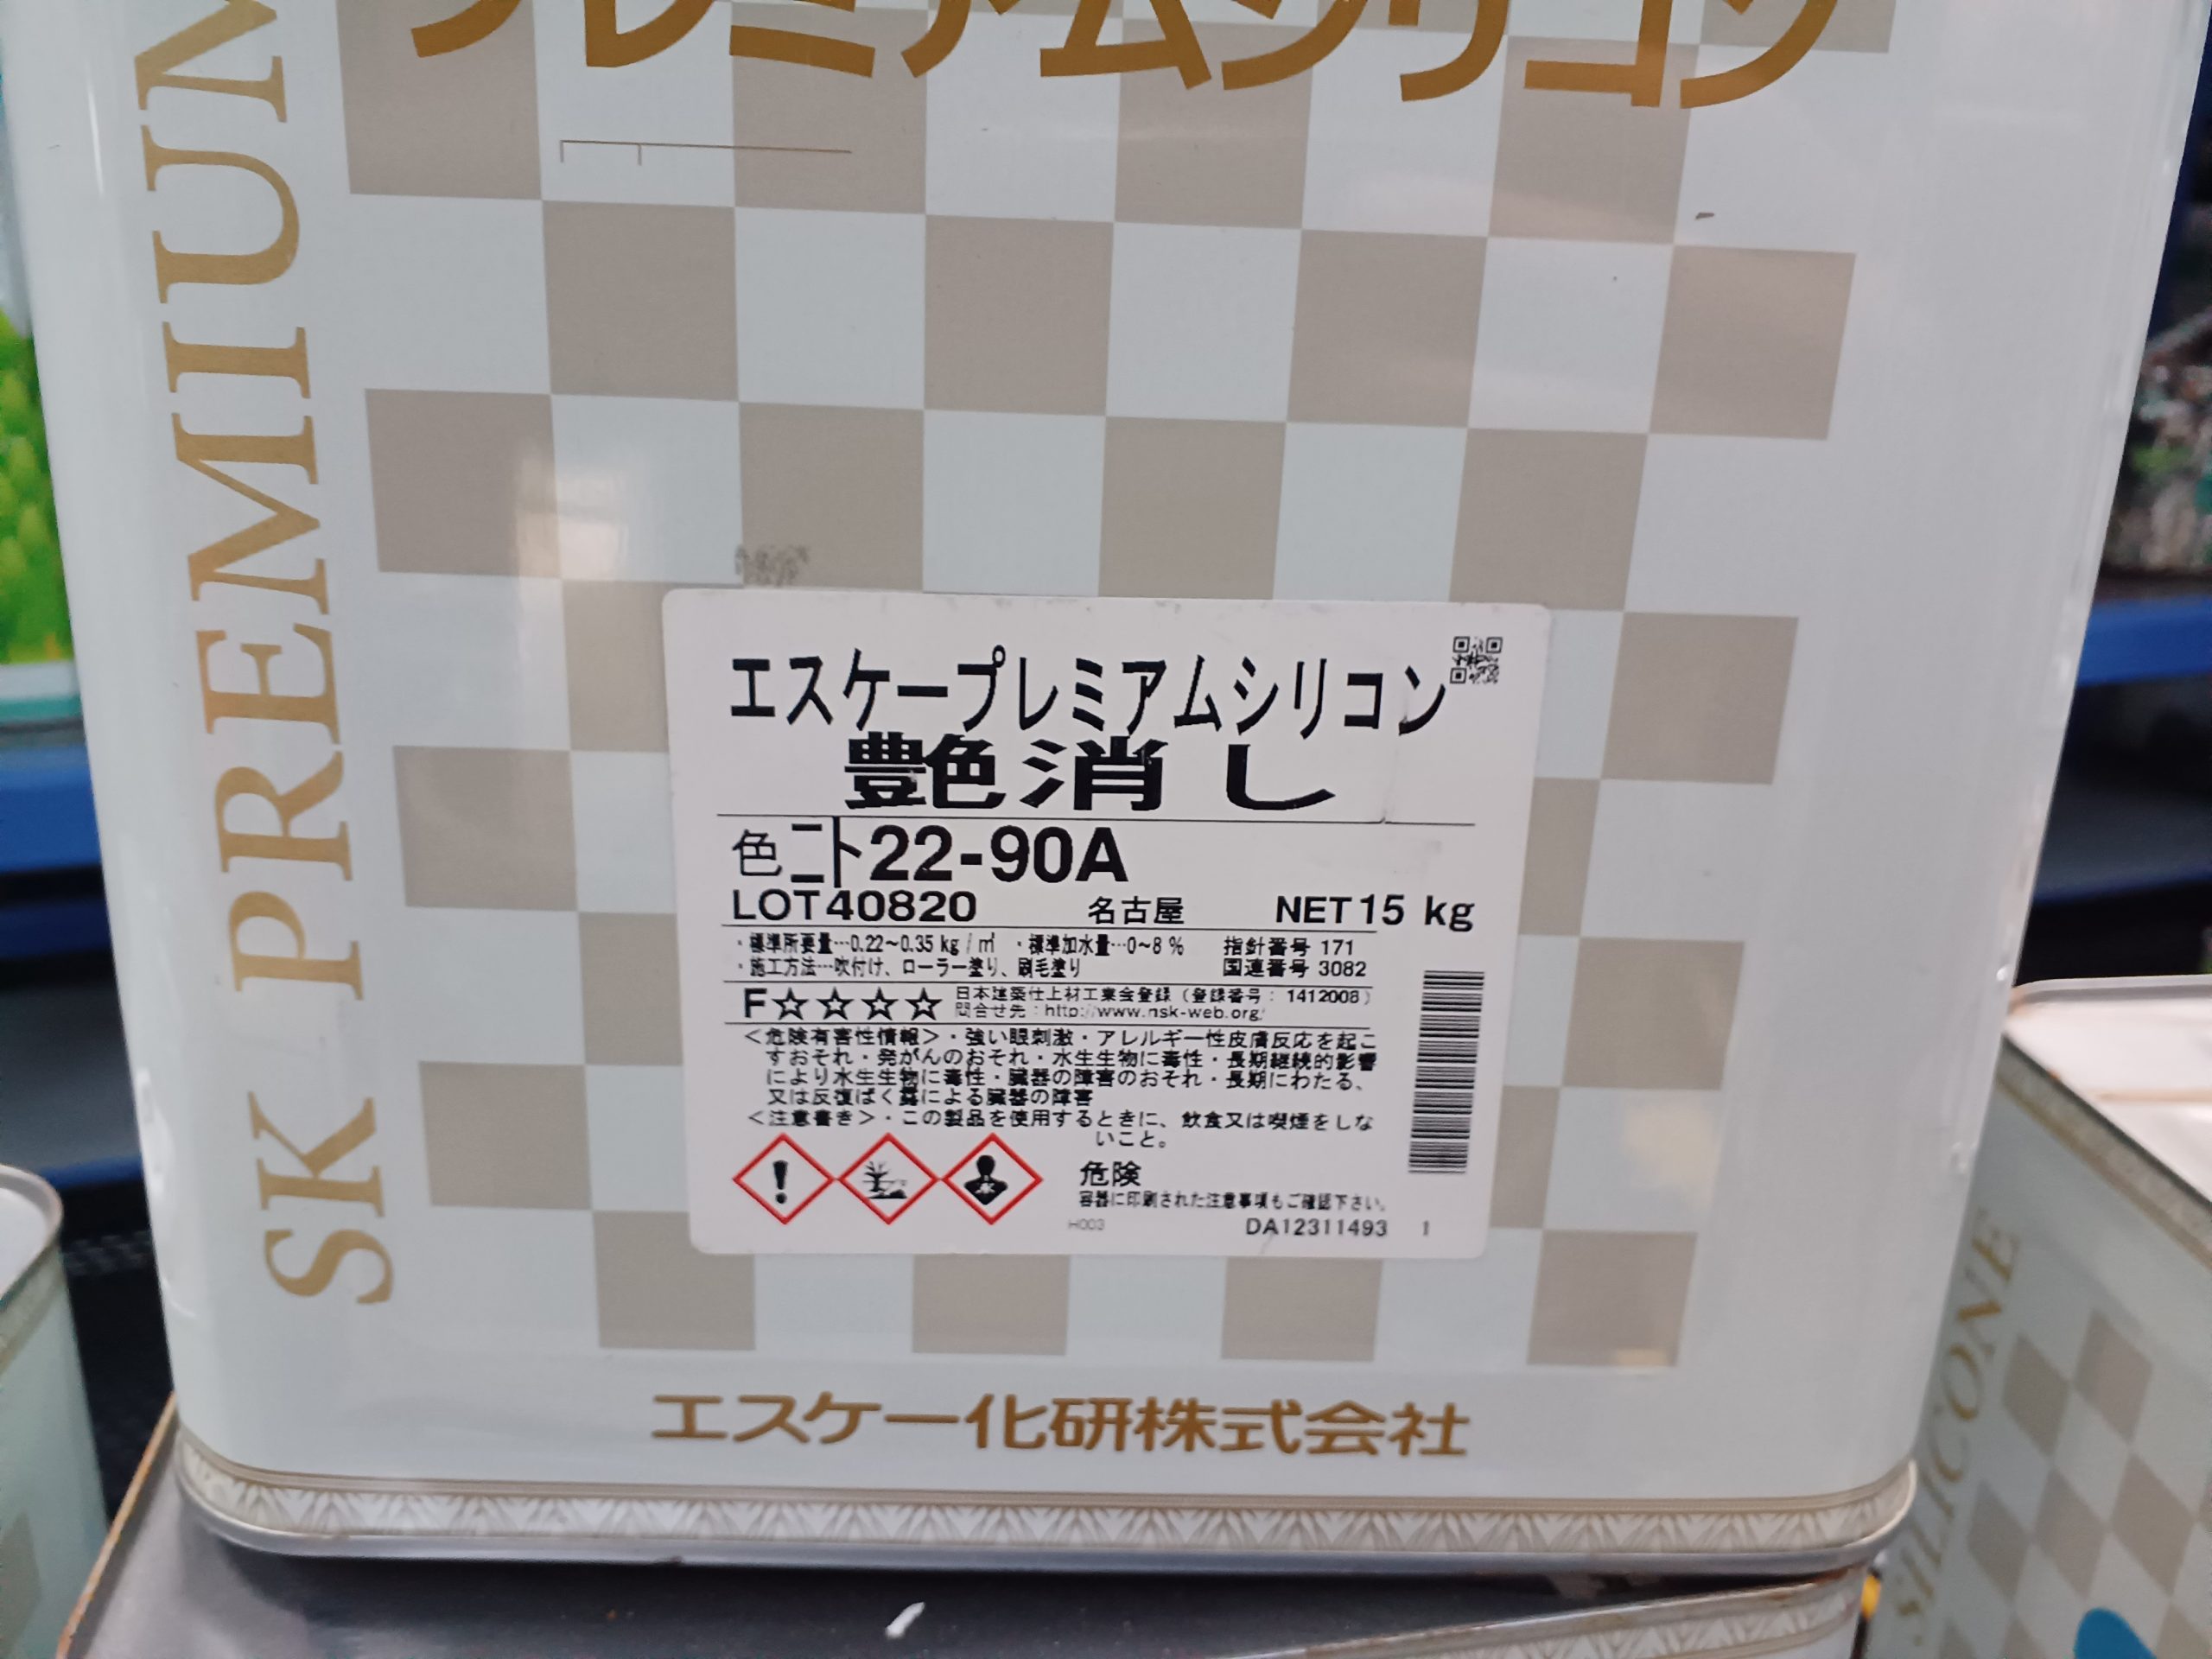 プレミアムシリコン
SK PREMIUM
エスケープレミアムシリコン
艶消し
色 ニト22-90A
LOT40820 名古屋 NET 15 kg
・標準所要量…0.22～0.35 kg / ㎡ ・標準加水量…0～8 % 指針番号 171
・施工方法…吹付け、ローラー塗り、刷毛塗り 国連番号 3082
F☆☆☆☆ 日本建築仕上材工業会登録（登録番号：1412008）
問合せ先：http://www.nsk-web.org/
＜危険有害性情報＞・強い眼刺激・アレルギー性皮膚反応を起こ
すおそれ・発がんのおそれ・水生生物に毒性・長期継続的影響
により水生生物に毒性・臓器の障害のおそれ・長期にわたる、
又は反復ばく露による臓器の障害
＜注意書き＞・この製品を使用するときに、飲食又は喫煙をしな
いこと。
危険
容器に印刷された注意事項もご確認下さい。
H003 DA12311493 1
エスケー化研株式会社
SILICONE